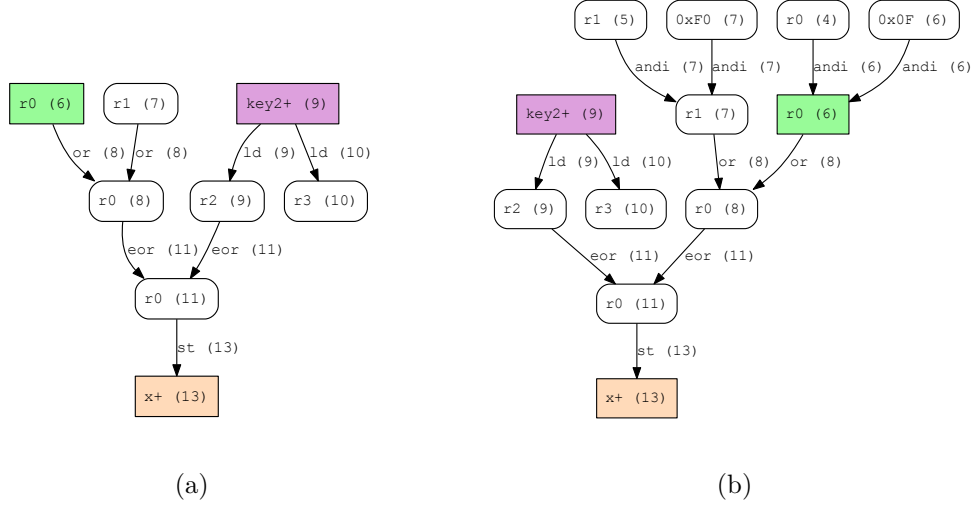 r1 (5) 0xF0 (7) r0 (4) 0x0F (6)
andi (7) andi (7) andi (6) andi (6)
r0 (6) r1 (7) key2+ (9)
or (8) or (8) ld (9) ld (10)
r0 (8) r2 (9) r3 (10)
eor (11) eor (11)
r0 (11)
st (13)
x+ (13)
(a)
key2+ (9) r1 (7) r0 (6)
ld (9) ld (10) or (8) or (8)
r2 (9) r3 (10) r0 (8)
eor (11) eor (11)
r0 (11)
st (13)
x+ (13)
(b)